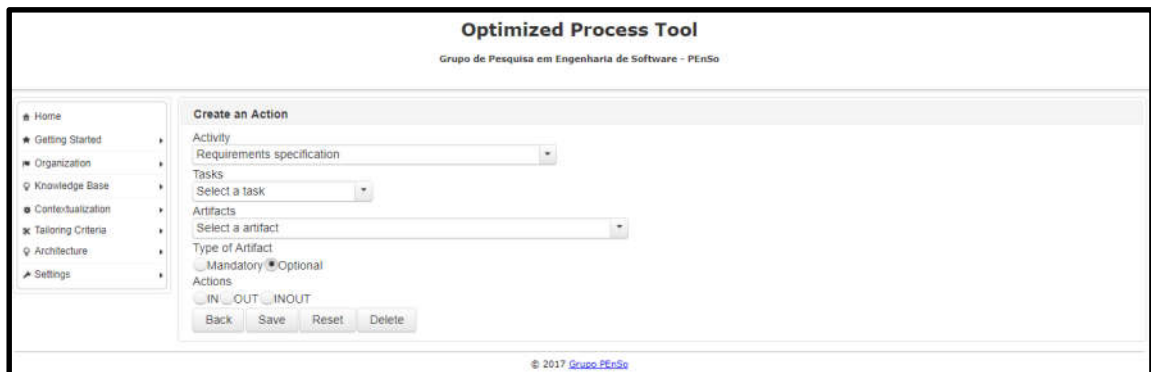 Optimized Process Tool
Grupo de Pesquisa em Engenharia de Software - PEnSo
Home
Getting Started
Organization
Knowledge Base
Contextualization
Tailoring Criteria
Architecture
Settings
Create an Action
Activity
Requirements specification
Tasks
Select a task
Artifacts
Select a artifact
Type of Artifact
Mandatory Optional
Actions
IN OUT INOUT
Back Save Reset Delete
© 2017 Grupo PEnSo